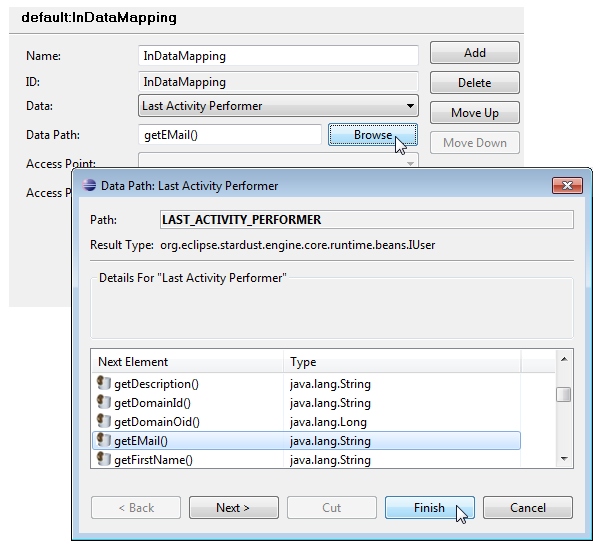 default:InDataMapping
Name: InDataMapping Add
ID: InDataMapping Delete
Data: Last Activity Performer Move Up
Data Path: getEMail() Browse Move Down
Access Point:
Access P
Data Path: Last Activity Performer
Path: LAST_ACTIVITY_PERFORMER
Result Type: org.eclipse.stardust.engine.core.runtime.beans.IUser
Details For "Last Activity Performer"
Next Element Type
getDescription() java.lang.String
getDomainId() java.lang.String
getDomainOid() java.lang.Long
getEMail() java.lang.String
getFirstName() java.lang.String
< Back Next > Cut Finish Cancel